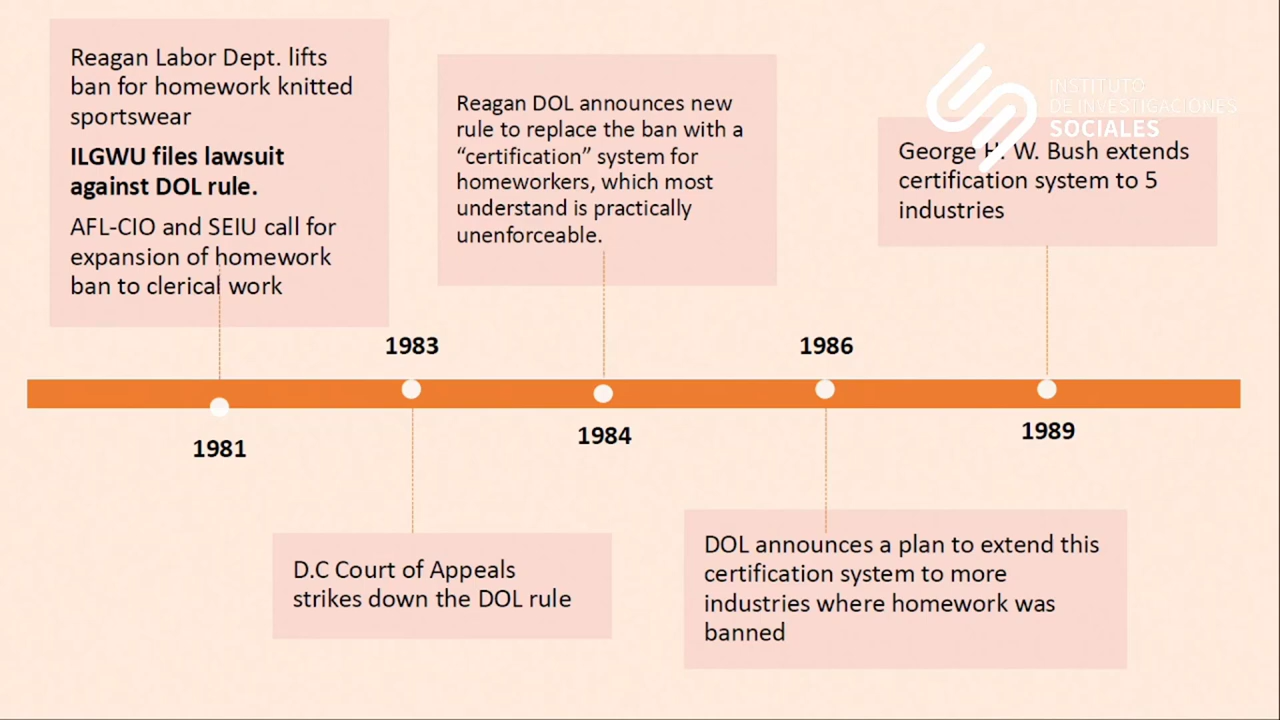 Reagan Labor Dept. lifts
ban for homework knitted
sportswear
ILGWU files lawsuit
against DOL rule.
AFL-CIO and SEIU call for
expansion of homework
ban to clerical work
Reagan DOL announces new
rule to replace the ban with a
“certification” system for
homeworkers, which most
understand is practically
unenforceable.
INSTITUTO
DE INVESTIGACIONES
SOCIALES
George H. W. Bush extends
certification system to 5
industries
1983
1986
1981
1984
1989
D.C Court of Appeals
strikes down the DOL rule
DOL announces a plan to extend this
certification system to more
industries where homework was
banned